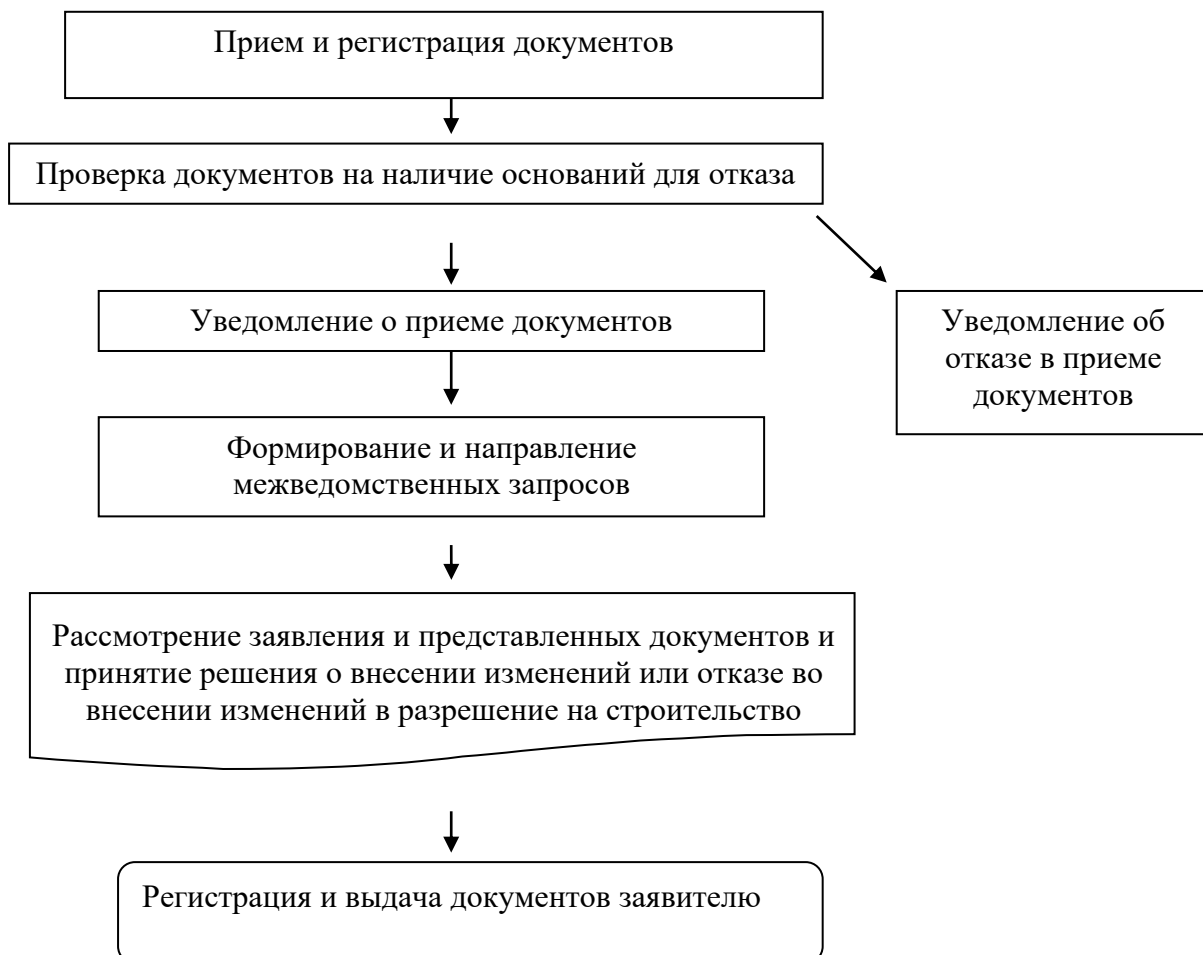 Прием и регистрация документов
Проверка документов на наличие оснований для отказа
Уведомление о приеме документов
Уведомление об
отказе в приеме
документов
Формирование и направление
межведомственных запросов
Рассмотрение заявления и представленных документов и
принятие решения о внесении изменений или отказе во
внесении изменений в разрешение на строительство
Регистрация и выдача документов заявителю